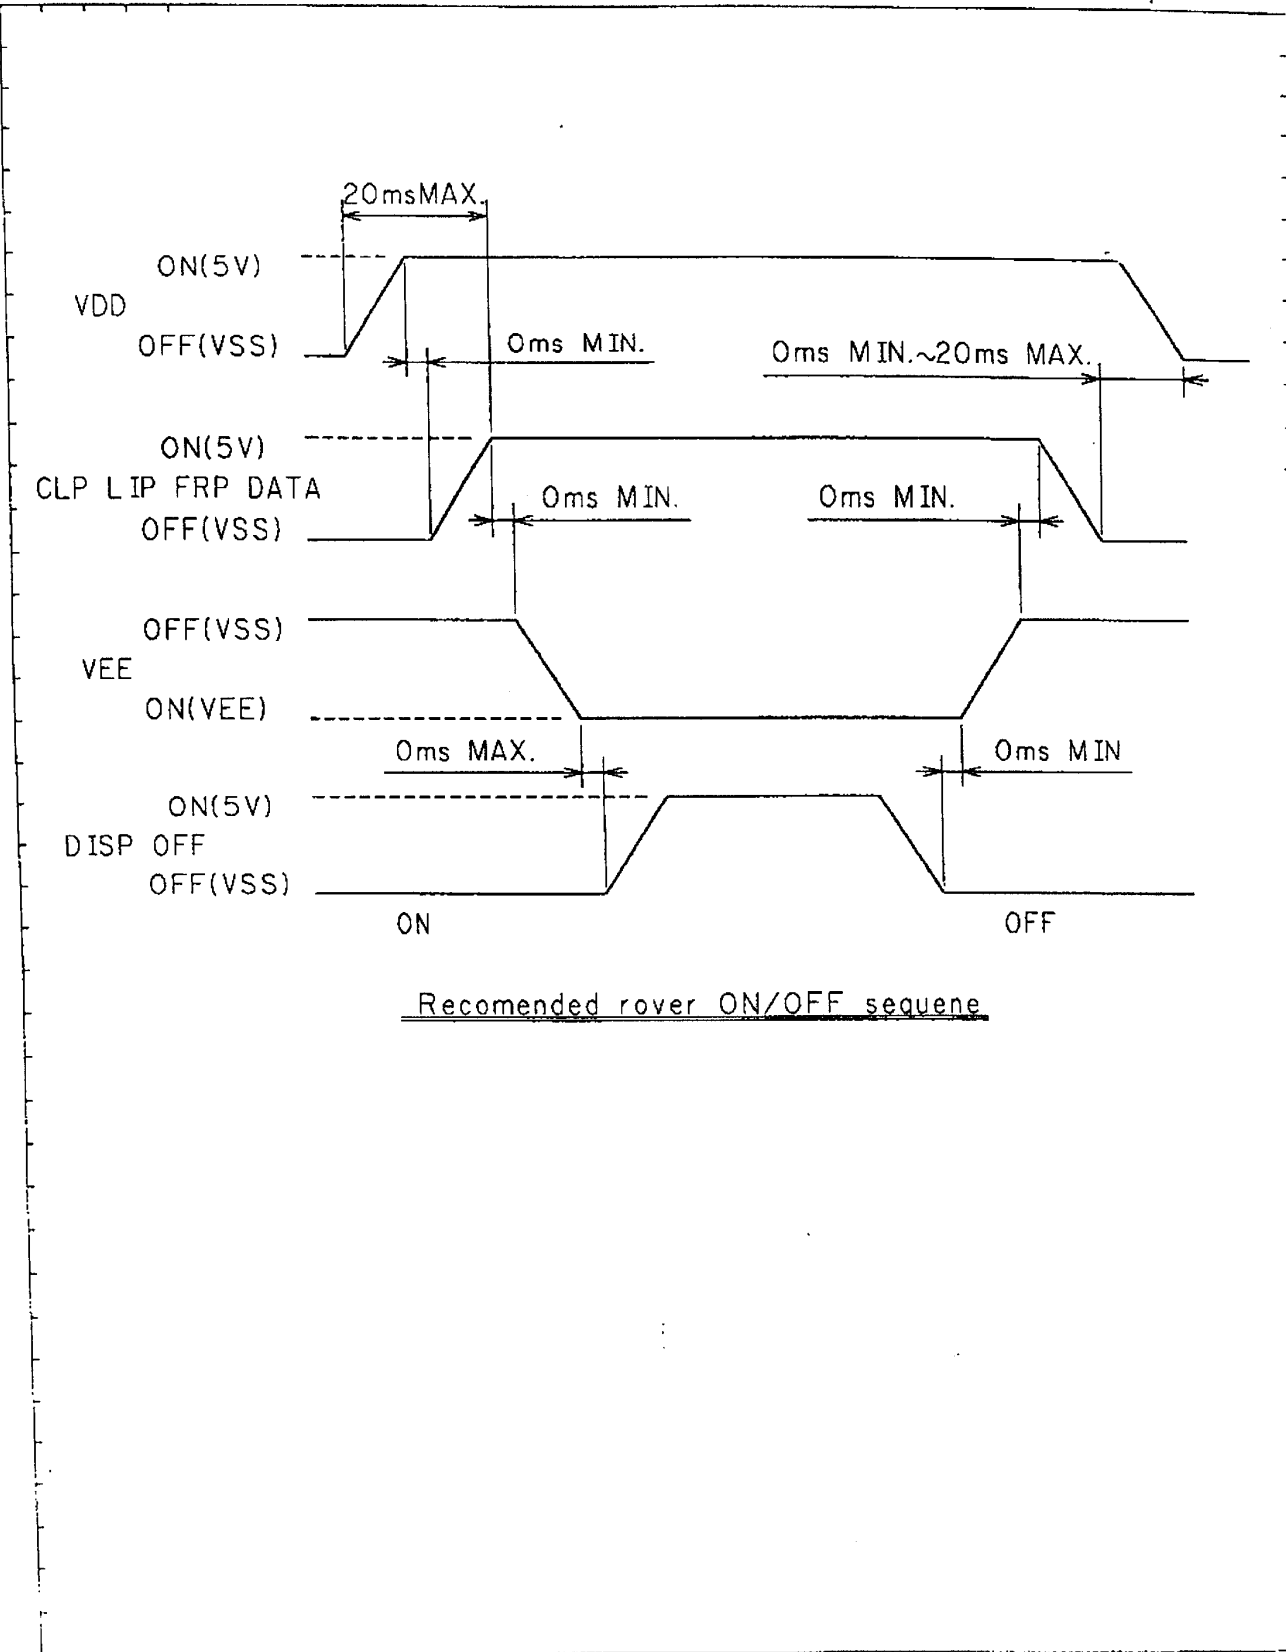 20msMAX.
ON(5V)
VDD
OFF(VSS)
0ms MIN.
0ms MIN.~20ms MAX.
ON(5V)
CLP LIP FRP DATA
0ms MIN.
0ms MIN.
OFF(VSS)
OFF(VSS)
VEE
ON(VEE)
0ms MAX.
0ms MIN
ON(5V)
DISP OFF
OFF(VSS)
ON
OFF
Recomended rover ON/OFF sequene